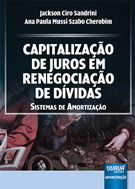 Jackson Ciro Sandrini
Ana Paula Mussi Szabo Cherobim
CAPITALIZAÇÃO
DE JUROS EM
RENEGOCIAÇÃO
DE DÍVIDAS
SISTEMAS DE AMORTIZAÇÃO
JURUÁ
EDITORA
ADMINISTRAÇÃO